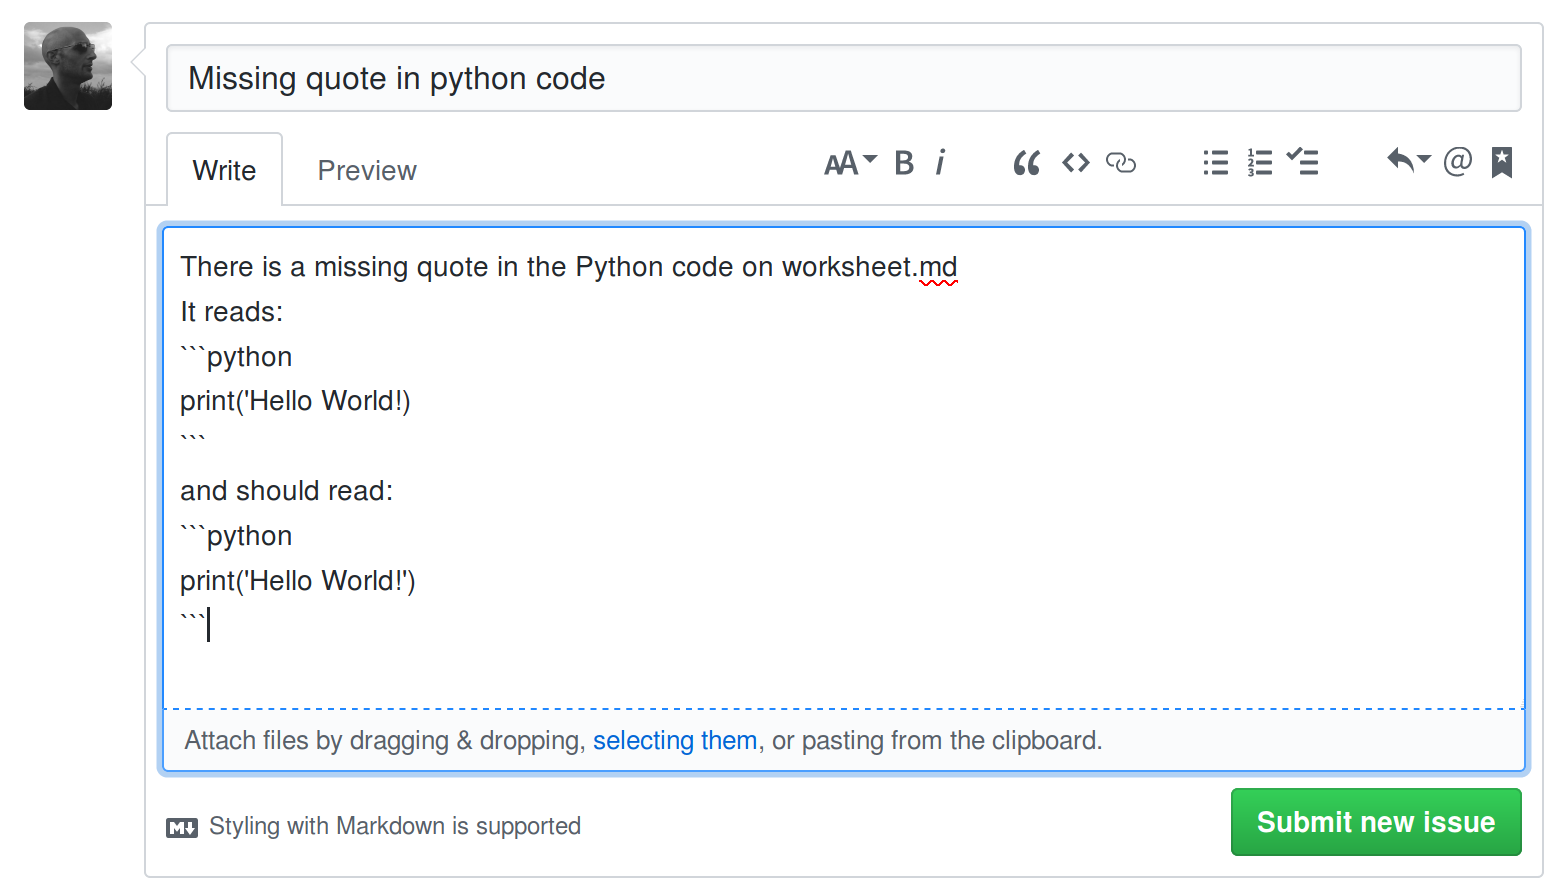 Missing quote in python code
Write Preview
AA B i “ <> @
There is a missing quote in the Python code on worksheet.md
It reads:
```python
print('Hello World!)
```
and should read:
```python
print('Hello World!')
```
Attach files by dragging & dropping, selecting them, or pasting from the clipboard.
M Styling with Markdown is supported
Submit new issue